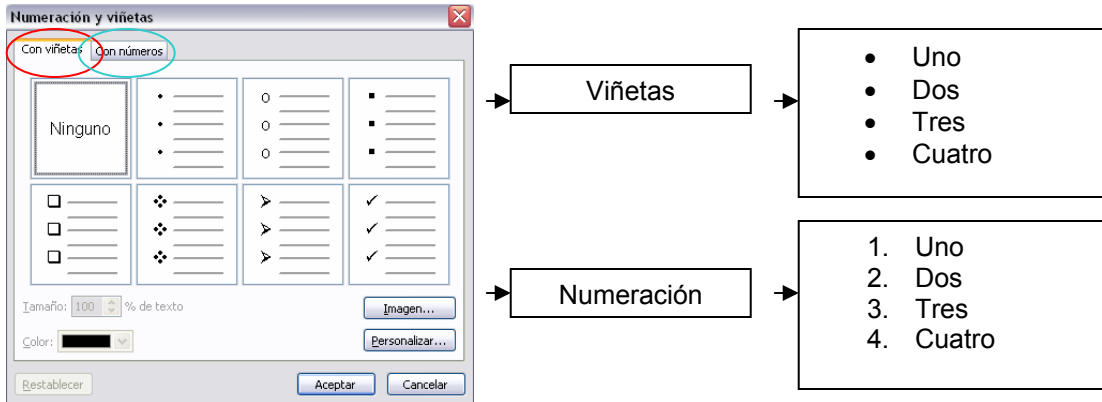 Numeración y viñetas
Con viñetas
Con números
Ninguno
Tamaño: 100 % de texto
Color:
Imagen...
Personalizar...
Restablecer
Aceptar
Cancelar
Viñetas
• Uno
• Dos
• Tres
• Cuatro
Numeración
1. Uno
2. Dos
3. Tres
4. Cuatro